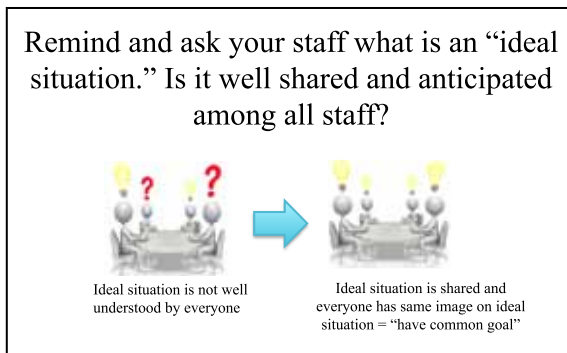 Remind and ask your staff what is an “ideal
situation.” Is it well shared and anticipated
among all staff?
? ?
Ideal situation is not well
understood by everyone
Ideal situation is shared and
everyone has same image on ideal
situation = “have common goal”